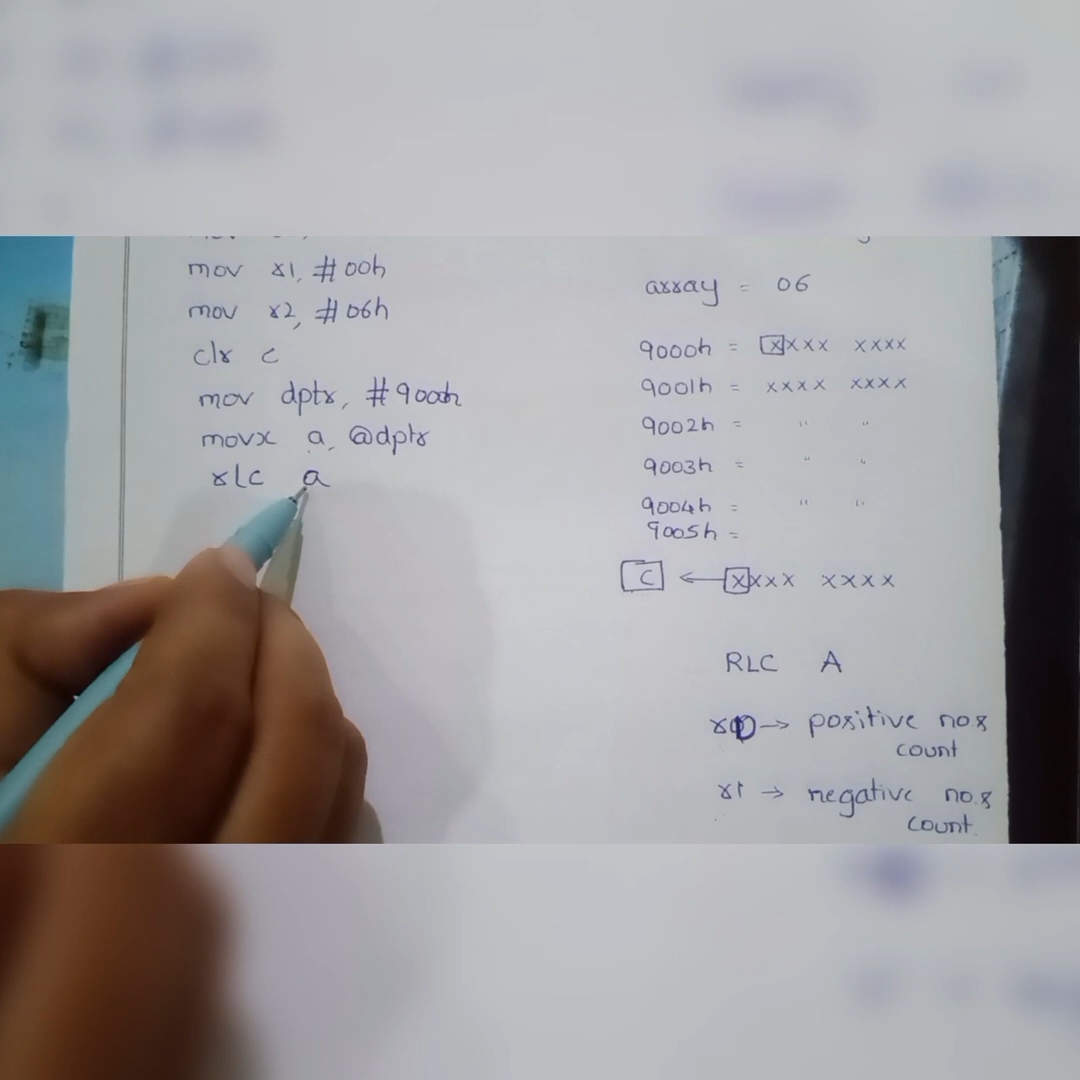 mov r1, #00h
mov r2, #06h
clr c
mov dptr, #9000h
movx a, @dptr
rlc a
array = 06
9000h = xxxx xxxx
9001h = xxxx xxxx
9002h = " "
9003h = " "
9004h = " "
9005h =
C ← xxxx xxxx
RLC A
r0 → positive nos
count
r1 → negative nos
count